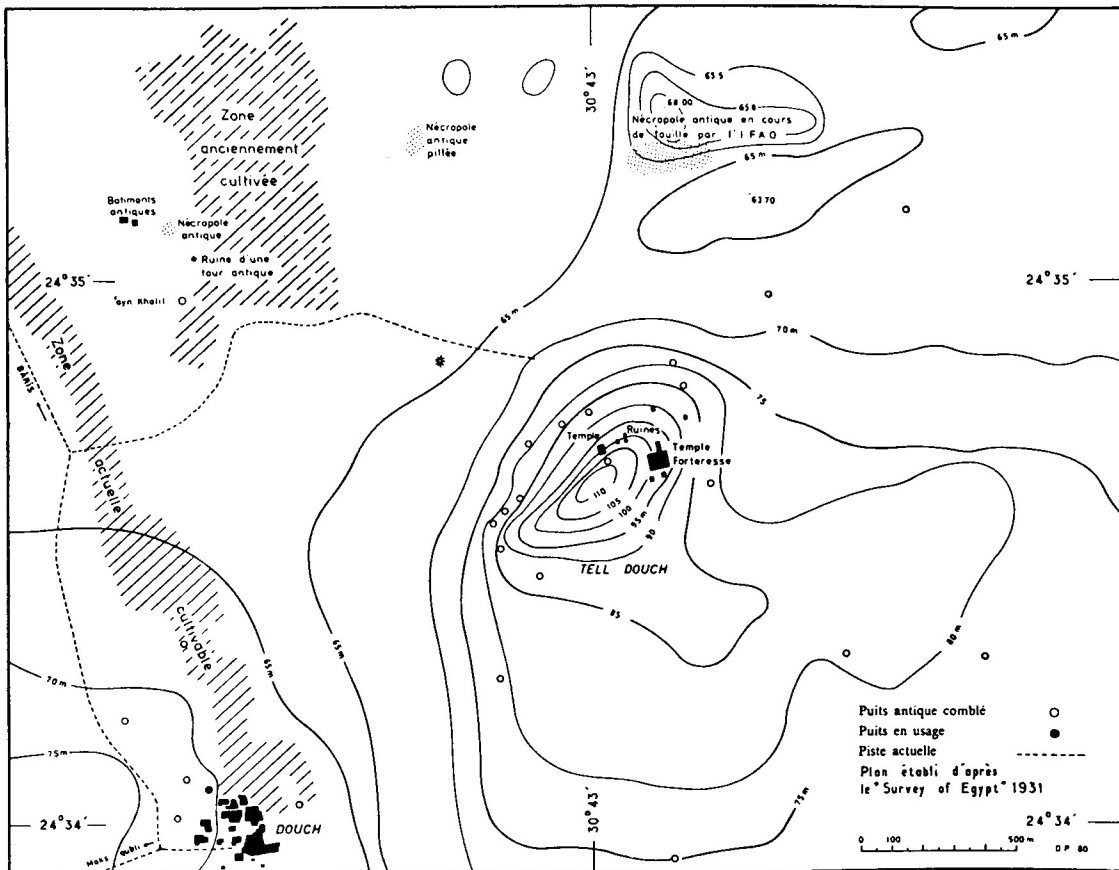 65 m
65 m
30°43'
65.5
65.8
68.00
Nécropole antique en cours
de fouille par l'IFAO
65 m
63.70
Zone
anciennement
cultivée
Nécropole
antique
pillée
Batiments
antiques
Nécropole
antique
Ruine d'une
tour antique
24°35'
24°35'
'ayn Khalil
65 m
70 m
75
Zone
actuelle
cultivable
BÂRIS
Temple
Ruines
Temple
Forteresse
110
105
100
95 m
90
TELL DOUCH
85
80 m
65 m
65 m
70 m
75 m
75 m
Puits antique comblé
Puits en usage
Piste actuelle
Plan établi d'après
le "Survey of Egypt" 1931
24°34'
DOUCH
Maks qubli
30°43'
24°34'
0 100 500 m
D P 80